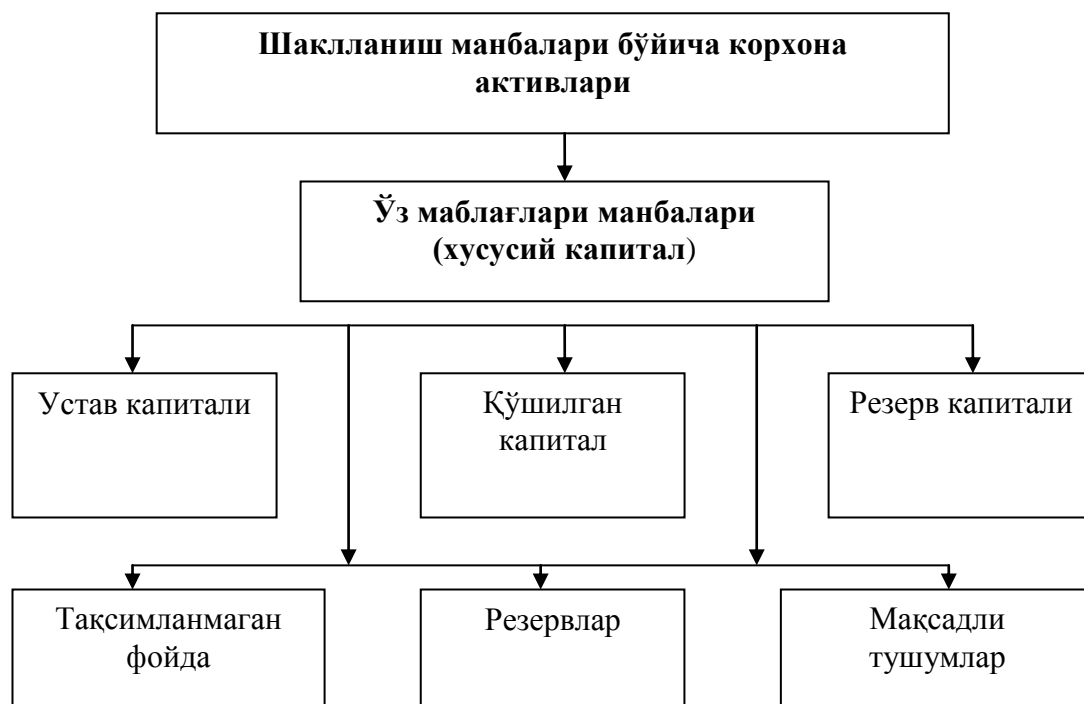 Шаклланиш манбалари бўйича корхона
активлари
Ўз маблағлари манбалари
(хусусий капитал)
Устав капитали
Қўшилган
капитал
Резерв капитали
Тақсимланмаган
фойда
Резервлар
Мақсадли
тушумлар